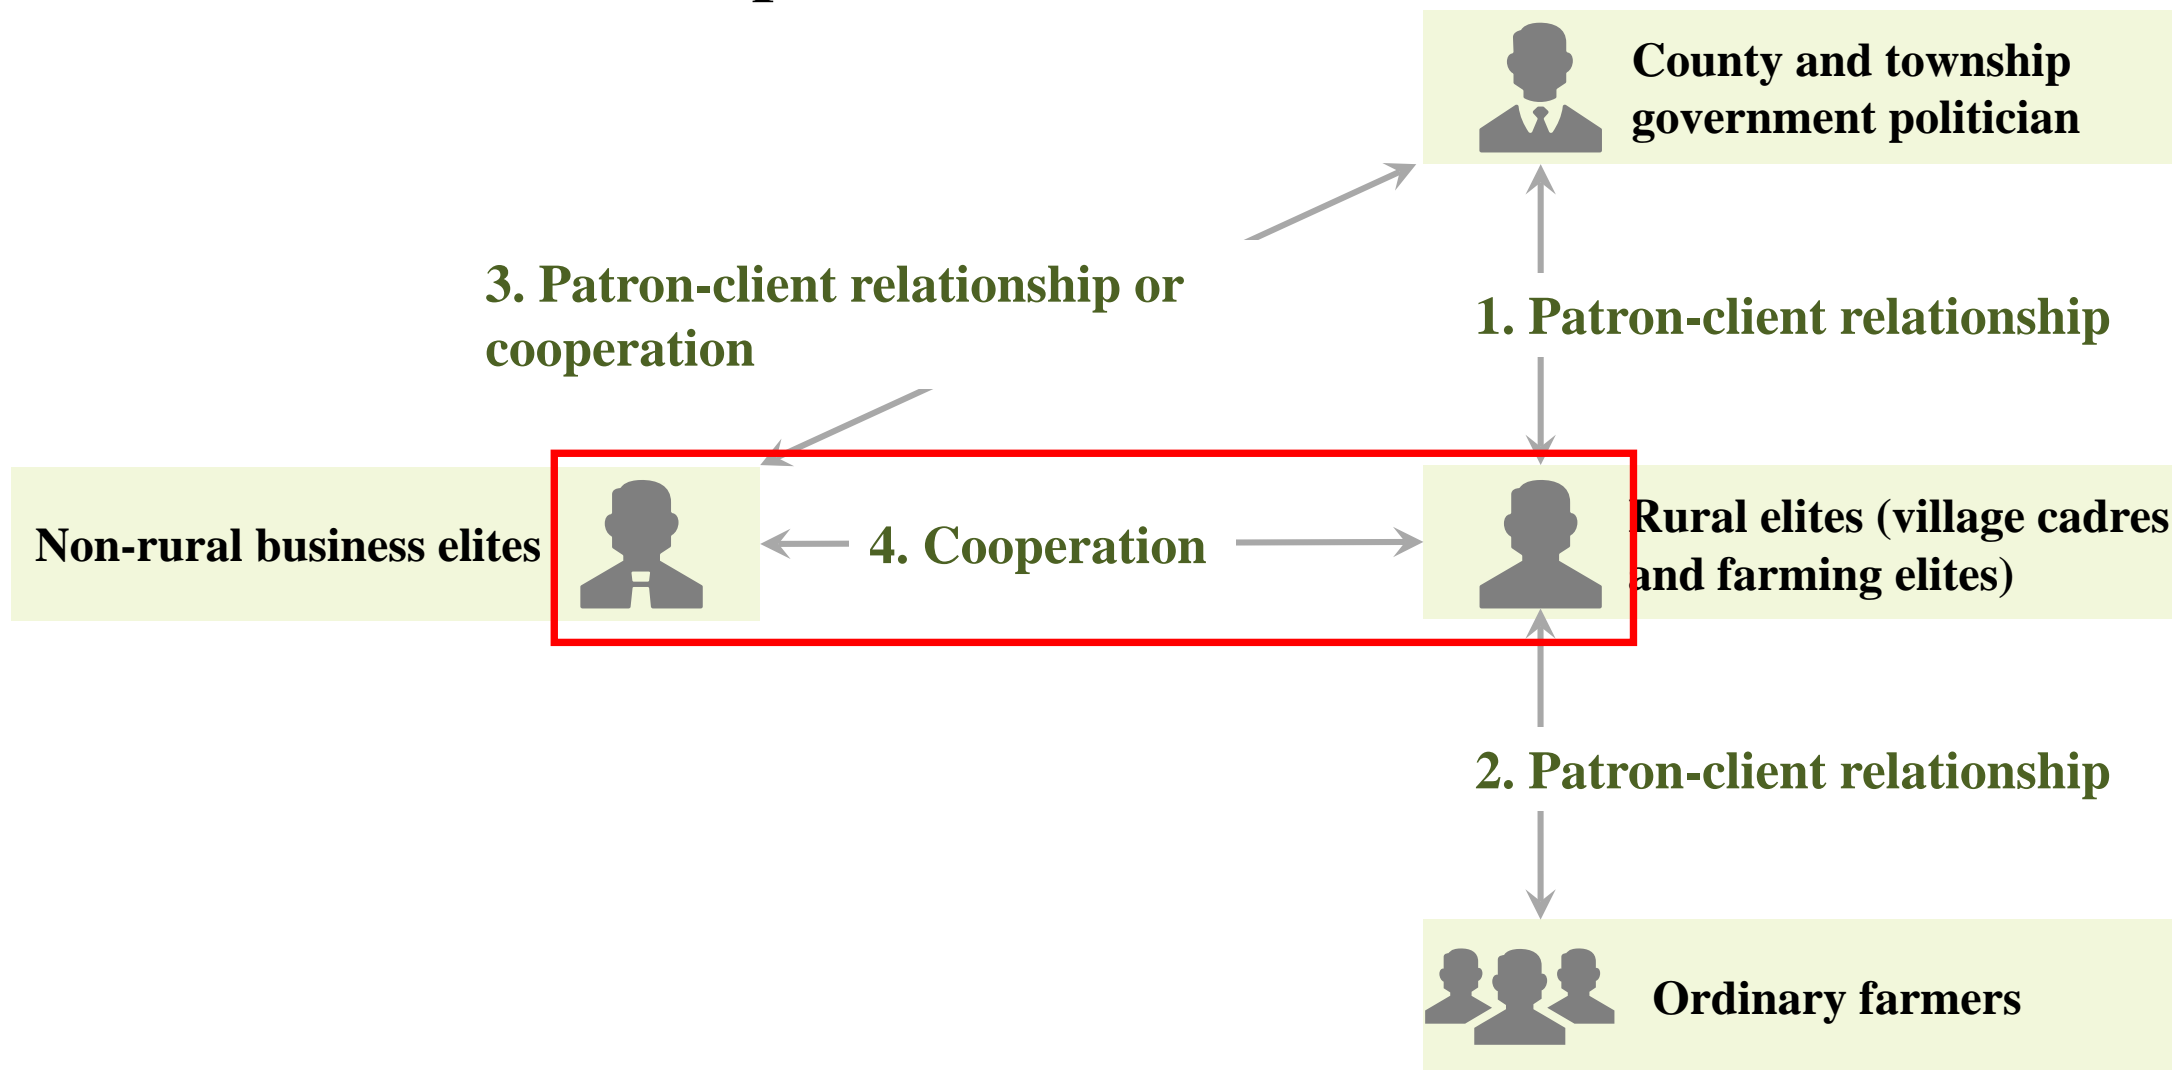 County and township
government politician
3. Patron-client relationship or
cooperation
1. Patron-client relationship
Non-rural business elites
4. Cooperation
Rural elites (village cadres
and farming elites)
2. Patron-client relationship
Ordinary farmers